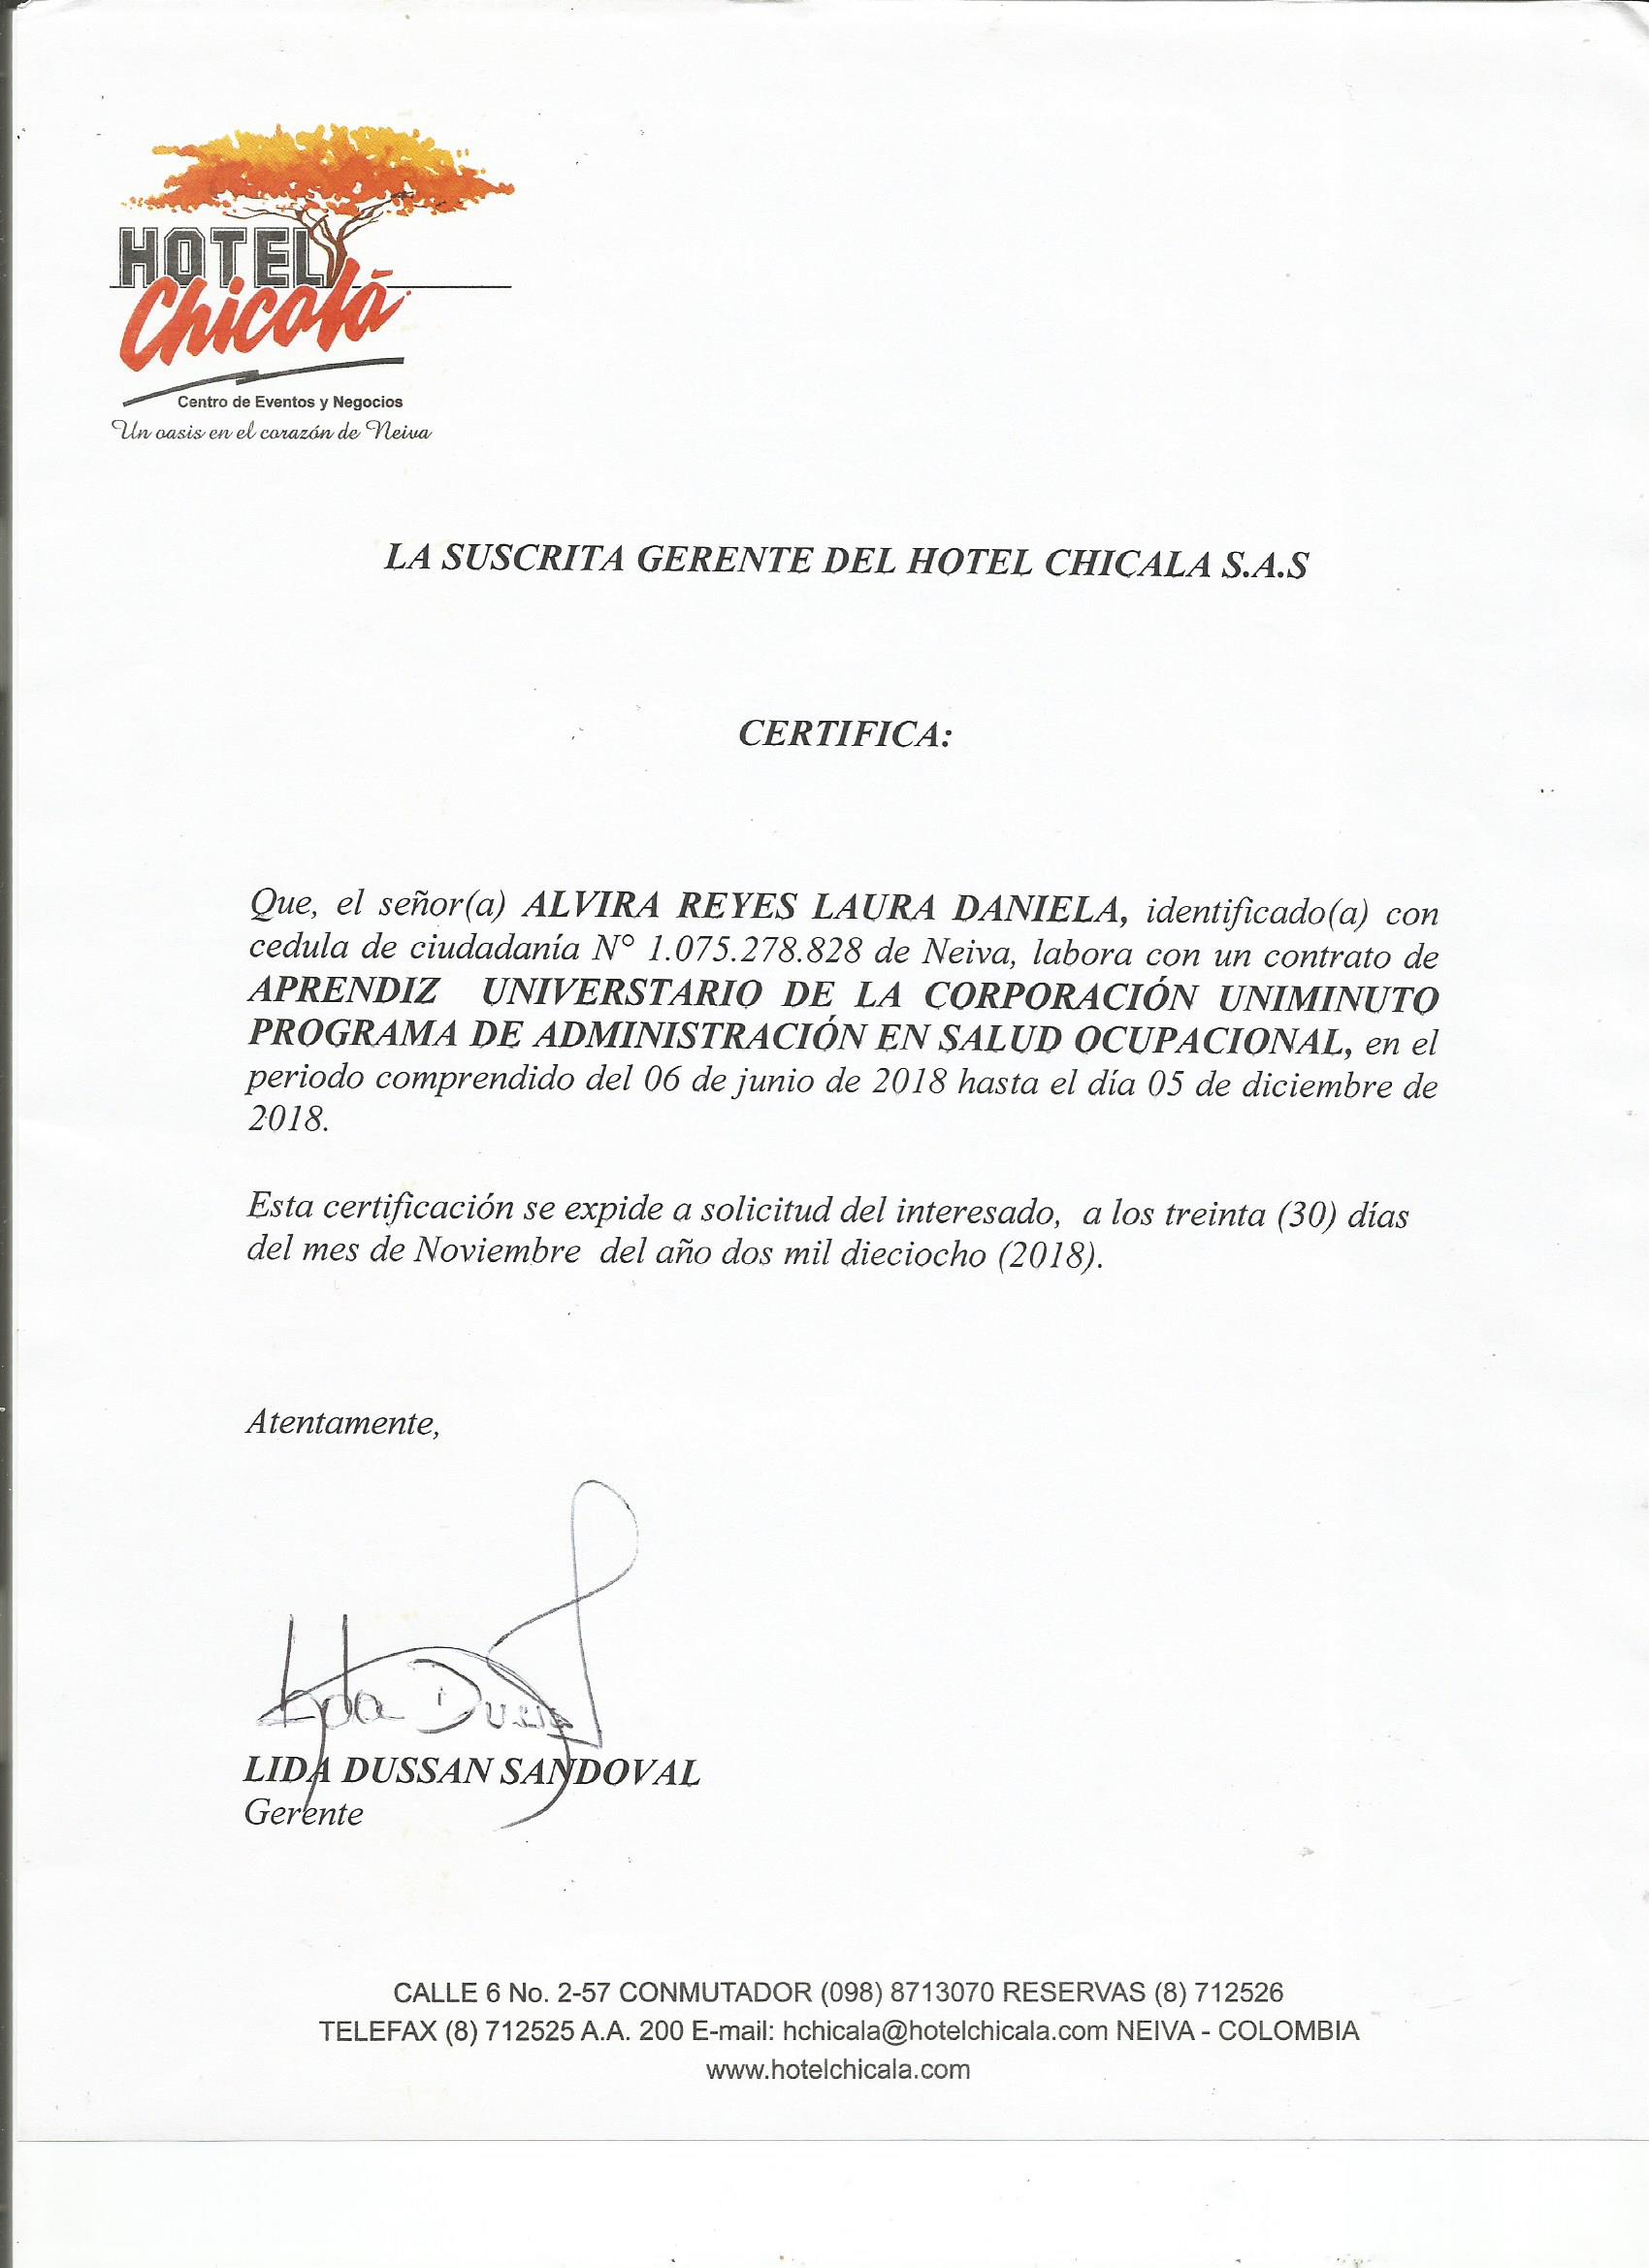 HOTEL
Chicalá
Centro de Eventos y Negocios
Un oasis en el corazón de Neiva
LA SUSCRITA GERENTE DEL HOTEL CHICALA S.A.S
CERTIFICA:
Que, el señor(a) ALVIRA REYES LAURA DANIELA, identificado(a) con
cedula de ciudadanía N° 1.075.278.828 de Neiva, labora con un contrato de
APRENDIZ UNIVERSTARIO DE LA CORPORACIÓN UNIMINUTO
PROGRAMA DE ADMINISTRACIÓN EN SALUD OCUPACIONAL, en el
periodo comprendido del 06 de junio de 2018 hasta el día 05 de diciembre de
2018.
Esta certificación se expide a solicitud del interesado, a los treinta (30) días
del mes de Noviembre del año dos mil dieciocho (2018).
Atentamente,
LIDA DUSSAN SANDOVAL
Gerente
CALLE 6 No. 2-57 CONMUTADOR (098) 8713070 RESERVAS (8) 712526
TELEFAX (8) 712525 A.A. 200 E-mail: hchicala@hotelchicala.com NEIVA - COLOMBIA
www.hotelchicala.com